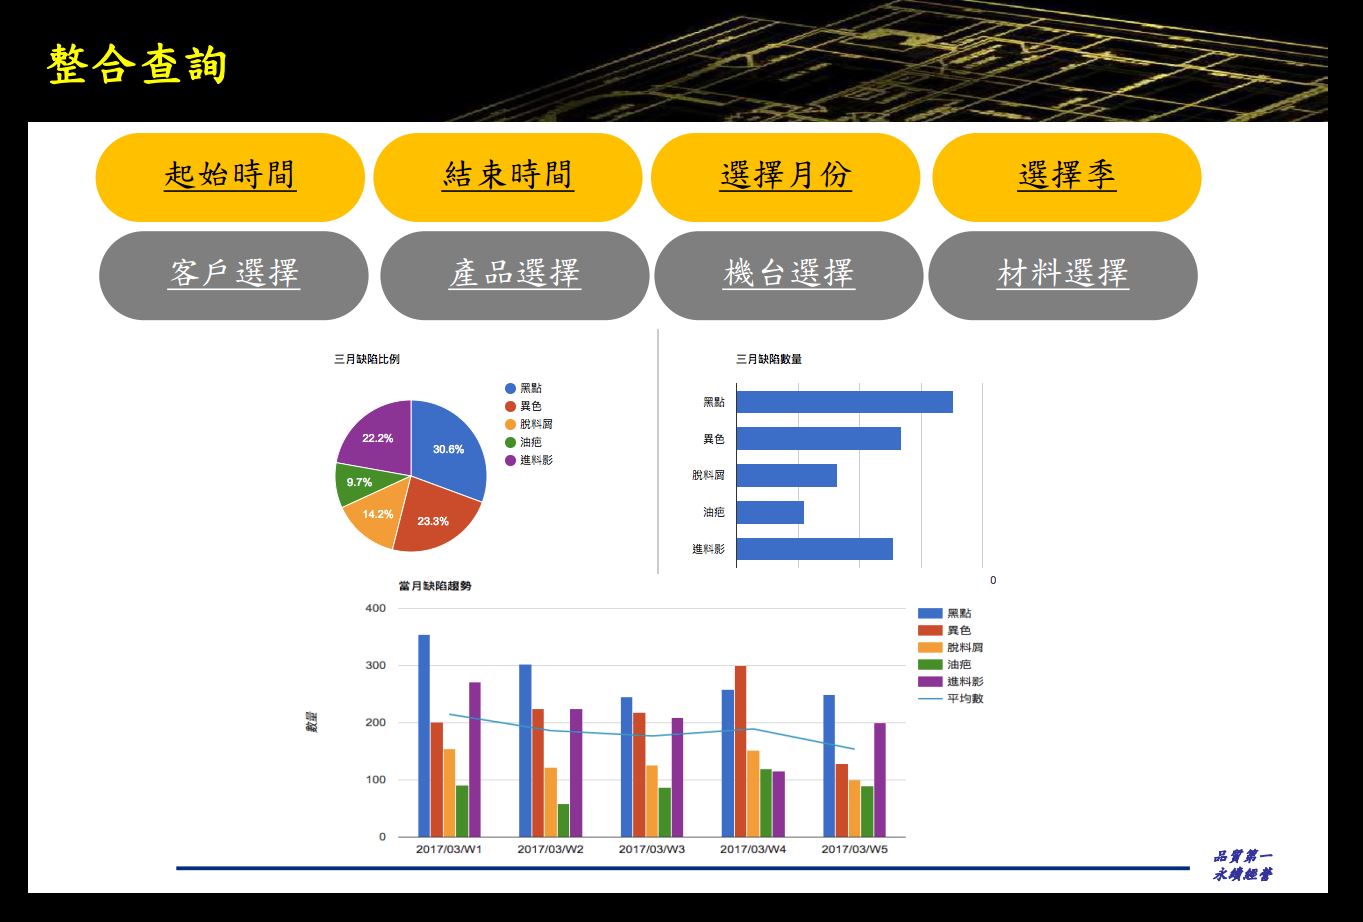 整合查詢
起始時間
結束時間
選擇月份
選擇季
客戶選擇
產品選擇
機台選擇
材料選擇
三月缺陷比例
黑點
異色
脫料屑
油疤
進料影
22.2%
30.6%
9.7%
14.2%
23.3%
三月缺陷數量
黑點
異色
脫料屑
油疤
進料影
0
當月缺陷趨勢
數量
400
300
200
100
0
2017/03/W1
2017/03/W2
2017/03/W3
2017/03/W4
2017/03/W5
黑點
異色
脫料屑
油疤
進料影
平均數
品質第一
永續經營